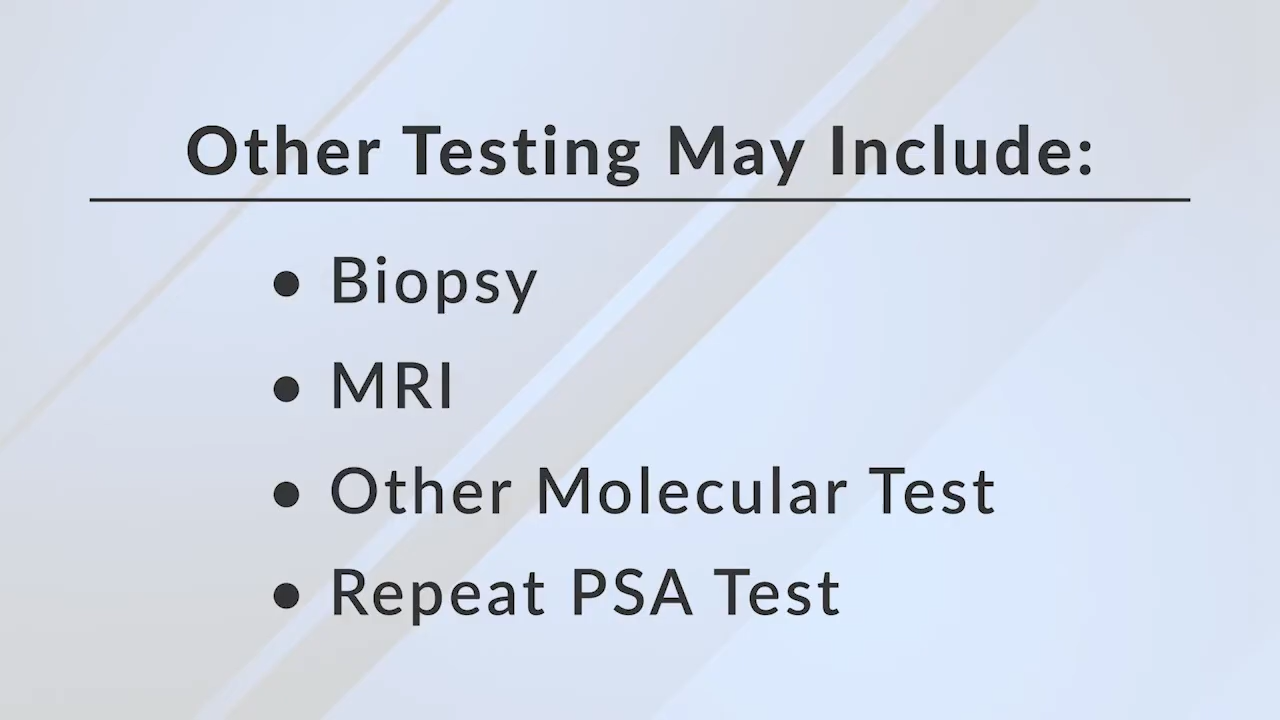 Other Testing May Include:
• Biopsy
• MRI
• Other Molecular Test
• Repeat PSA Test